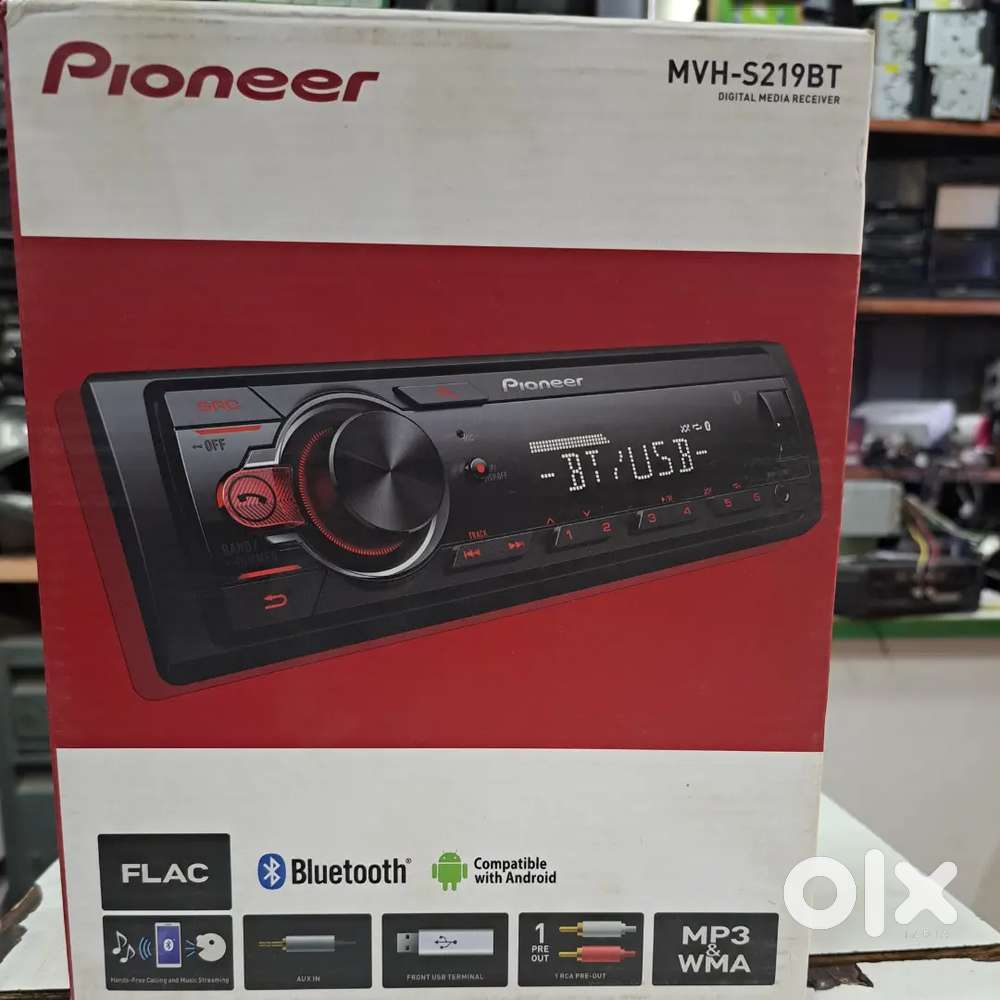 Pioneer
MVH-S219BT
DIGITAL MEDIA RECEIVER
Pioneer
SRC
OFF
-BT/USB-
BAND/
TRACK
1 2 3 4 5 6
FLAC
Bluetooth®
Compatible
with Android
Hands-Free Calling and Music Streaming
AUX IN
FRONT USB TERMINAL
1
PRE
OUT
1 RCA PRE-OUT
MP3
&
WMA
olx